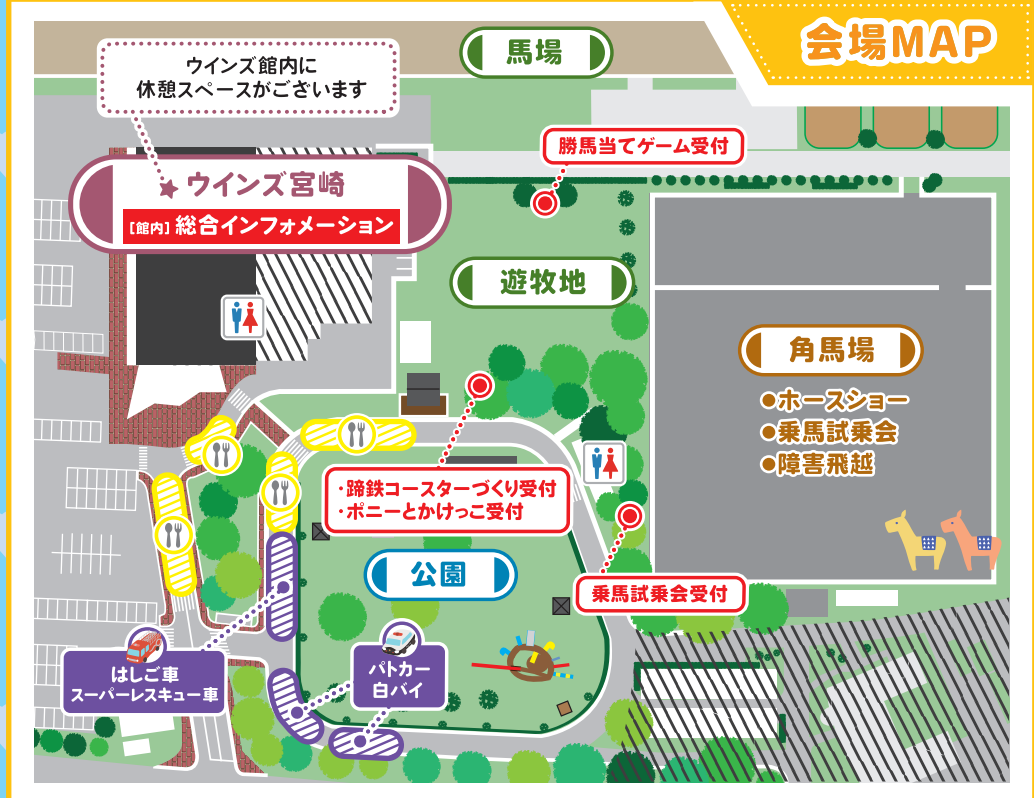 会場MAP
馬場
ウインズ館内に
休憩スペースがございます
勝馬当てゲーム受付
ウインズ宮崎
[館内]総合インフォメーション
遊牧地
角馬場
●ホースショー
●乗馬試乗会
●障害飛越
・蹄鉄コースターづくり受付
・ポニーとかけっこ受付
公園
乗馬試乗会受付
はしご車
スーパーレスキュー車
パトカー
白バイ